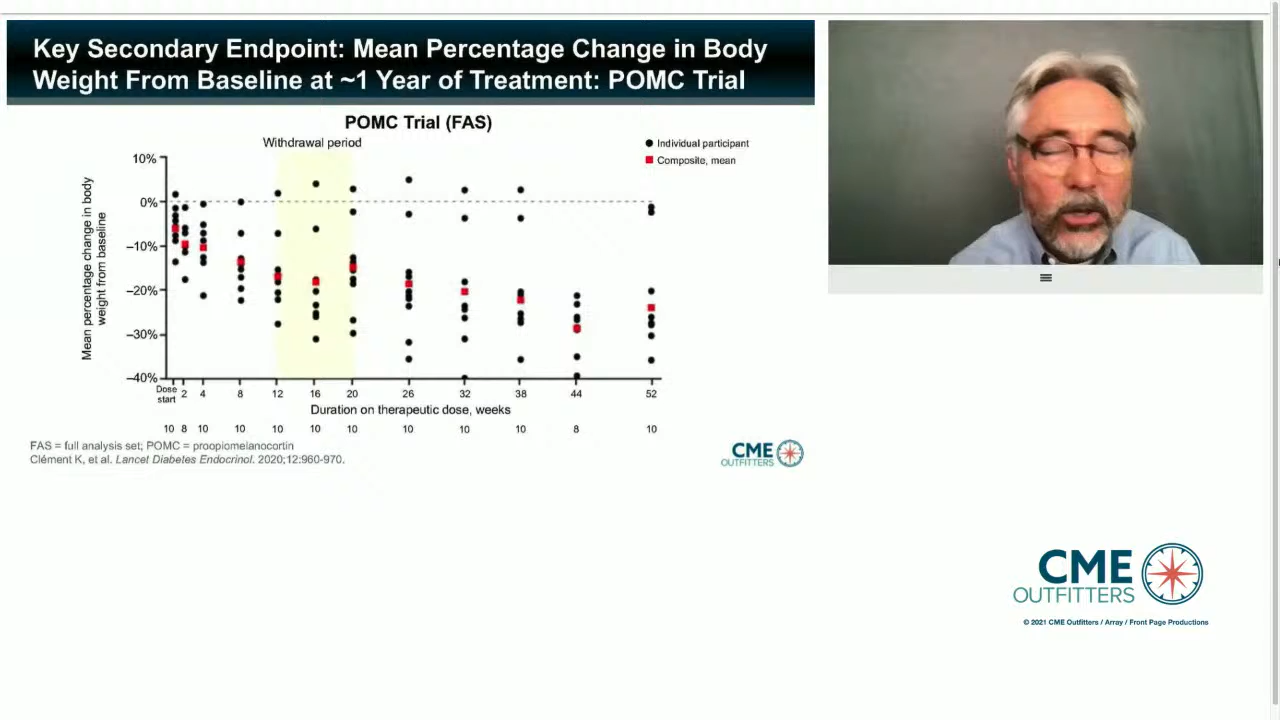 Key Secondary Endpoint: Mean Percentage Change in Body
Weight From Baseline at ~1 Year of Treatment: POMC Trial
POMC Trial (FAS)
Withdrawal period
Individual participant
Composite, mean
Mean percentage change in body
weight from baseline
10%
0%
–10%
–20%
–30%
–40%
Dose
start
2 4 8 12 16 20 26 32 38 44 52
Duration on therapeutic dose, weeks
10 8 10 10 10 10 10 10 10 10 8 10
FAS = full analysis set; POMC = proopiomelanocortin
Clément K, et al. Lancet Diabetes Endocrinol. 2020;12:960-970.
CME
OUTFITTERS
CME
OUTFITTERS
© 2021 CME Outfitters / Array / Front Page Productions